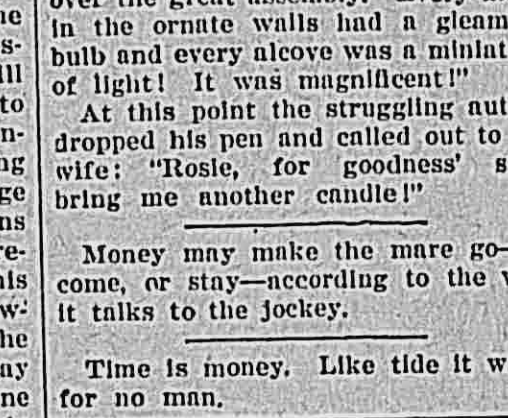 in the ornate walls had a gleam
bulb and every alcove was a
of light! It was magnificent!"
At this point the struggling
dropped his pen and called out to
wife: "Rosie, for goodness'
bring me another candle!"
Money may make the mare go—
come, or stay—according to the
it talks to the jockey.
Time is money. Like tide it
for no man.